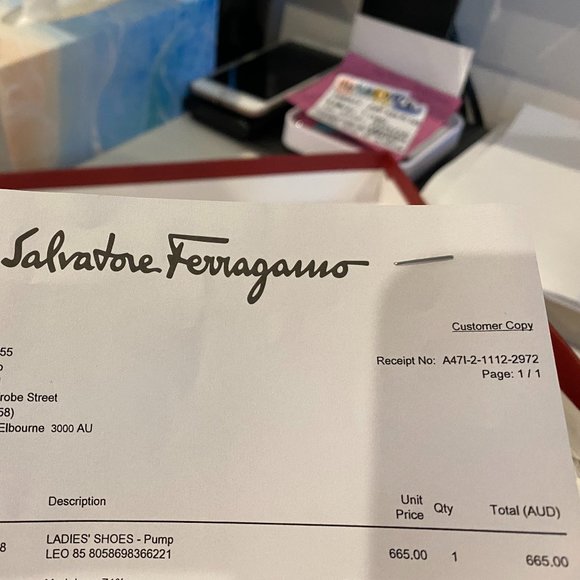 Salvatore Ferragamo
Customer Copy
Receipt No: A47I-2-1112-2972
Page: 1 / 1
55
robe Street
58)
Elbourne 3000 AU
Description
Unit Price
Qty
Total (AUD)
8
LADIES' SHOES - Pump
LEO 85 8058698366221
665.00
1
665.00